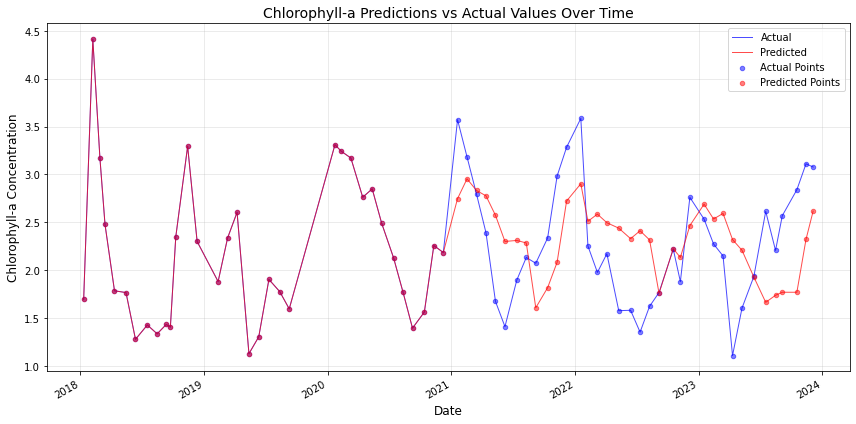 Chlorophyll-a Predictions vs Actual Values Over Time
Actual
Predicted
Actual Points
Predicted Points
Chlorophyll-a Concentration
4.5
4.0
3.5
3.0
2.5
2.0
1.5
1.0
2018
2019
2020
2021
2022
2023
2024
Date